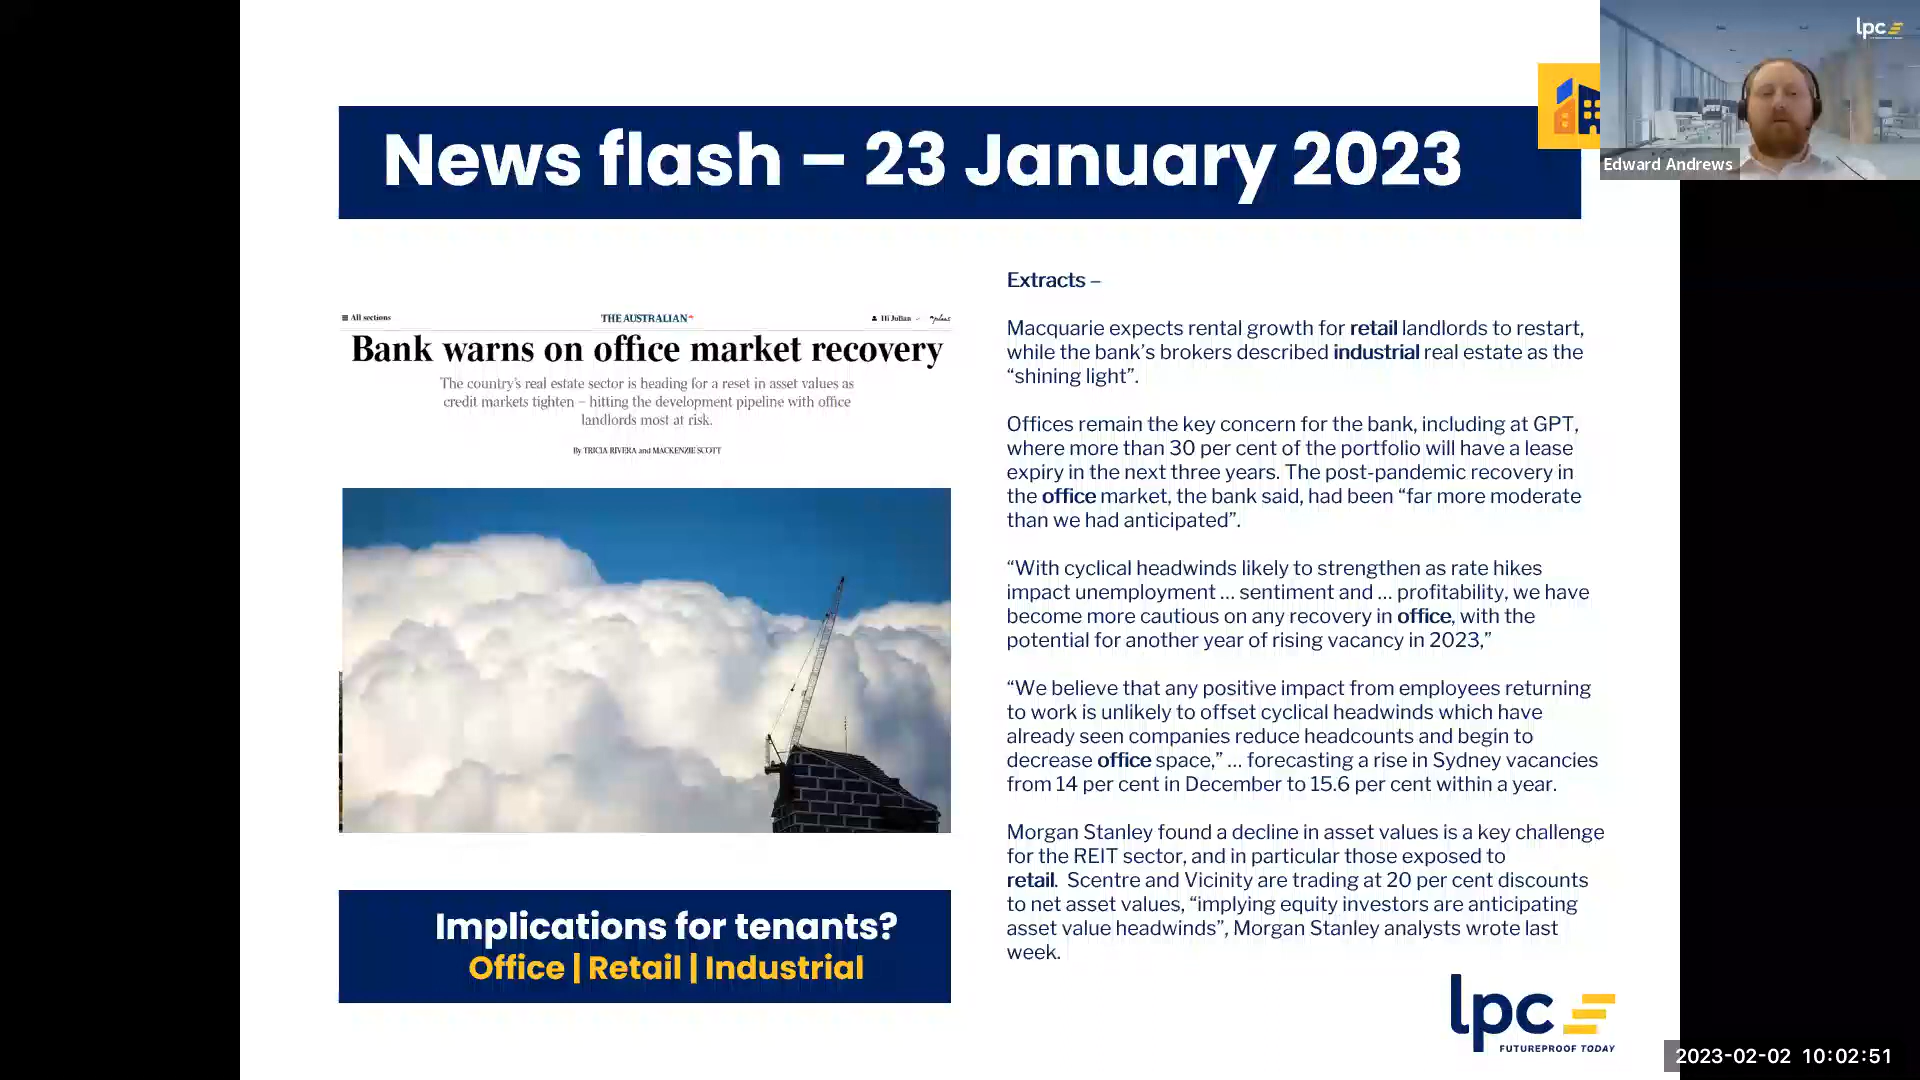 lpc
Edward Andrews
News flash – 23 January 2023
All sections
THE AUSTRALIAN
Hi Julian
Bank warns on office market recovery
The country's real estate sector is heading for a reset in asset values as
credit markets tighten – hitting the development pipeline with office
landlords most at risk.
By TRICIA RIVERA and MACKENZIE SCOTT
Implications for tenants?
Office | Retail | Industrial
Extracts –
Macquarie expects rental growth for retail landlords to restart,
while the bank's brokers described industrial real estate as the
“shining light”.
Offices remain the key concern for the bank, including at GPT,
where more than 30 per cent of the portfolio will have a lease
expiry in the next three years. The post-pandemic recovery in
the office market, the bank said, had been “far more moderate
than we had anticipated”.
“With cyclical headwinds likely to strengthen as rate hikes
impact unemployment ... sentiment and ... profitability, we have
become more cautious on any recovery in office, with the
potential for another year of rising vacancy in 2023,”
“We believe that any positive impact from employees returning
to work is unlikely to offset cyclical headwinds which have
already seen companies reduce headcounts and begin to
decrease office space,” ... forecasting a rise in Sydney vacancies
from 14 per cent in December to 15.6 per cent within a year.
Morgan Stanley found a decline in asset values is a key challenge
for the REIT sector, and in particular those exposed to
retail. Scentre and Vicinity are trading at 20 per cent discounts
to net asset values, “implying equity investors are anticipating
asset value headwinds”, Morgan Stanley analysts wrote last
week.
lpc
FUTUREPROOF TODAY
2023-02-02 10:02:51